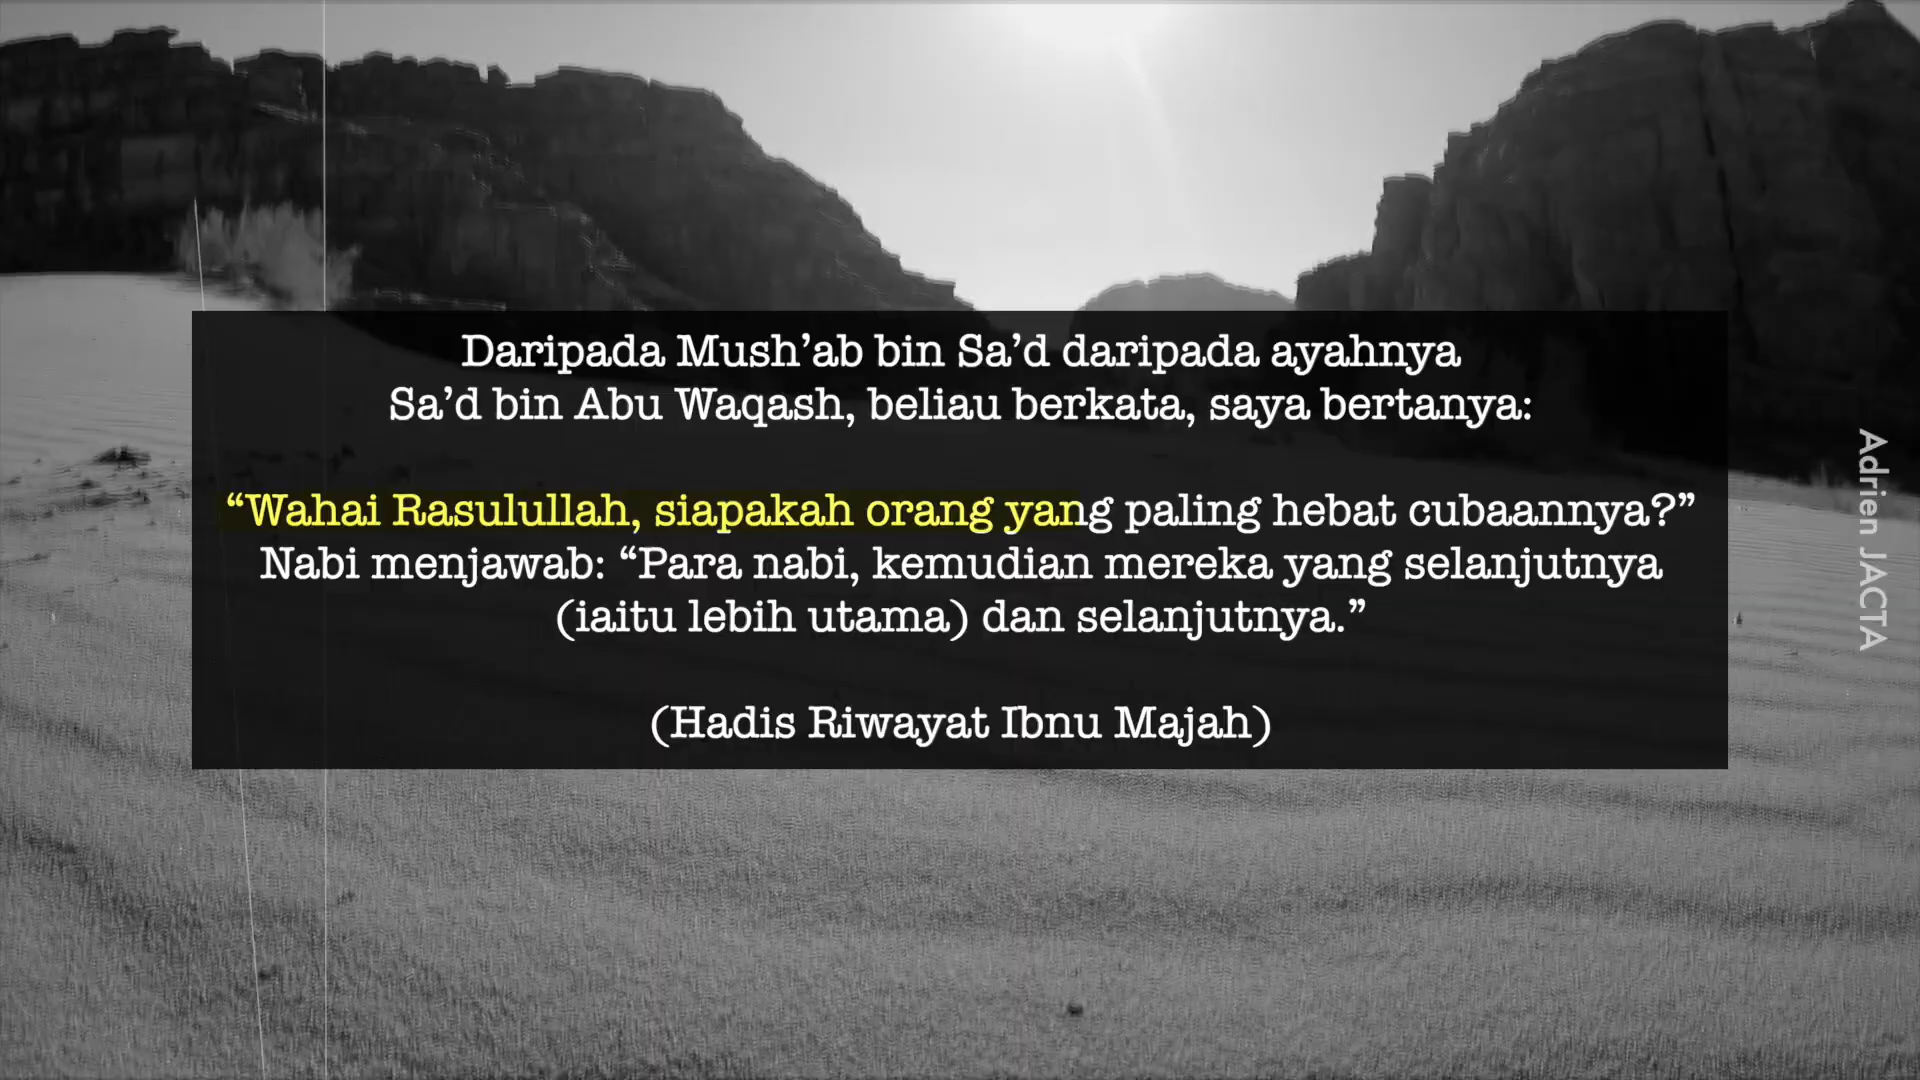 Daripada Mush’ab bin Sa’d daripada ayahnya
Sa’d bin Abu Waqash, beliau berkata, saya bertanya:
“Wahai Rasulullah, siapakah orang yang paling hebat cubaannya?”
Nabi menjawab: “Para nabi, kemudian mereka yang selanjutnya
(iaitu lebih utama) dan selanjutnya.”
(Hadis Riwayat Ibnu Majah)
Adrien JACTA